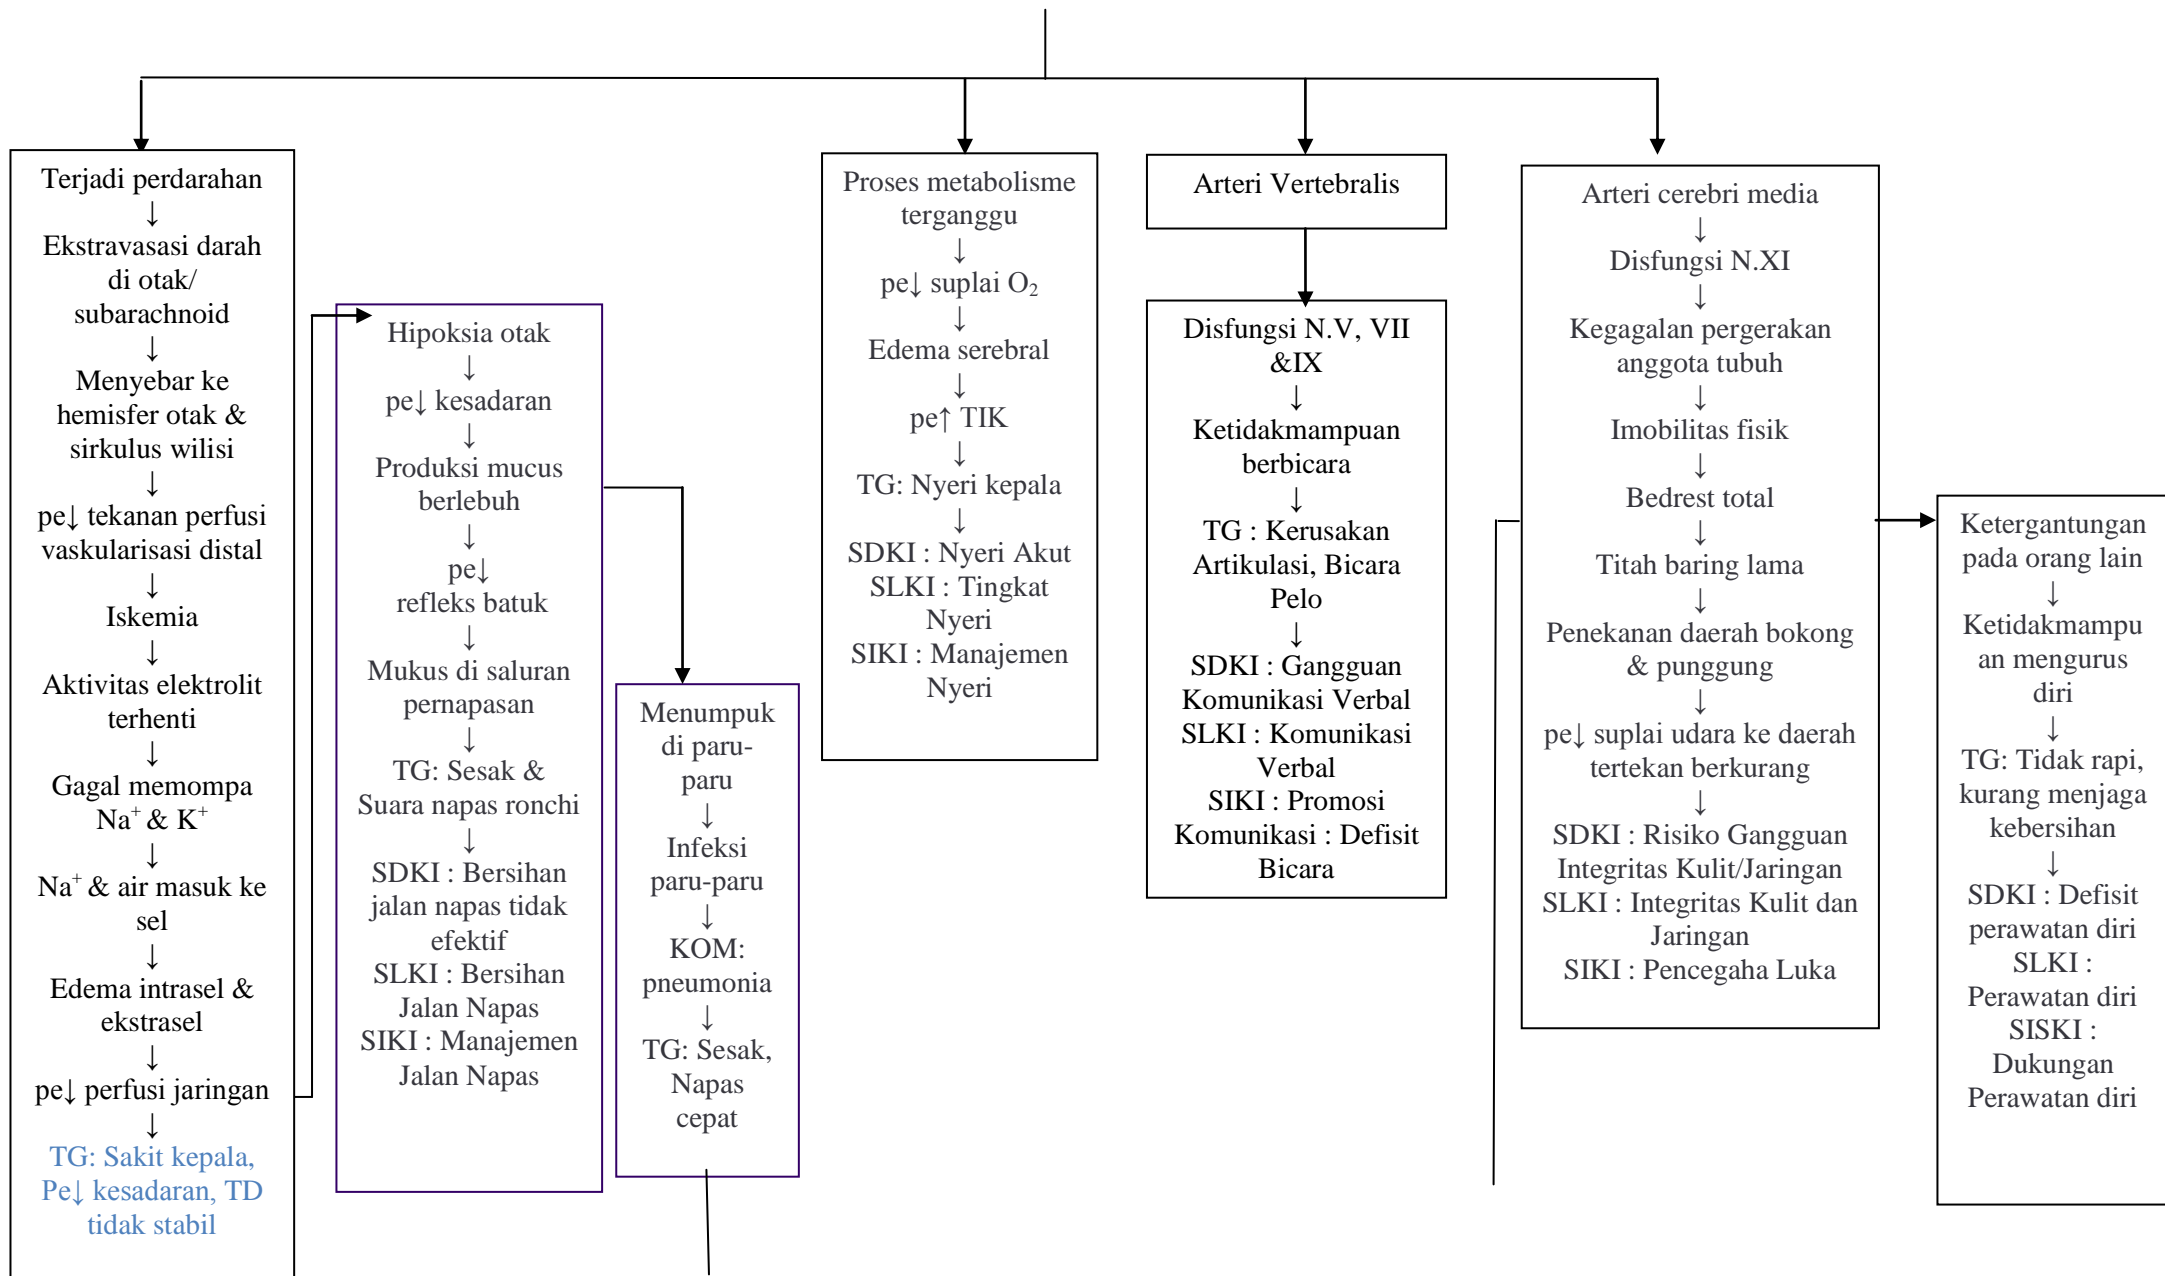 Terjadi perdarahan
↓
Ekstravasasi darah
di otak/
subarachnoid
↓
Menyebar ke
hemisfer otak &
sirkulus wilisi
↓
pe↓ tekanan perfusi
vaskularisasi distal
↓
Iskemia
↓
Aktivitas elektrolit
terhenti
↓
Gagal memompa
Na⁺ & K⁺
↓
Na⁺ & air masuk ke
sel
↓
Edema intrasel &
ekstrasel
↓
pe↓ perfusi jaringan
↓
TG: Sakit kepala,
Pe↓ kesadaran, TD
tidak stabil
Hipoksia otak
↓
pe↓ kesadaran
↓
Produksi mucus
berlebuh
↓
pe↓
refleks batuk
↓
Mukus di saluran
pernapasan
↓
TG: Sesak &
Suara napas ronchi
↓
SDKI : Bersihan
jalan napas tidak
efektif
SLKI : Bersihan
Jalan Napas
SIKI : Manajemen
Jalan Napas
Menumpuk
di paru-
paru
↓
Infeksi
paru-paru
↓
KOM:
pneumonia
↓
TG: Sesak,
Napas
cepat
Proses metabolisme
terganggu
↓
pe↓ suplai O₂
↓
Edema serebral
↓
pe↑ TIK
↓
TG: Nyeri kepala
↓
SDKI : Nyeri Akut
SLKI : Tingkat
Nyeri
SIKI : Manajemen
Nyeri
Arteri Vertebralis
Disfungsi N.V, VII
&IX
↓
Ketidakmampuan
berbicara
↓
TG : Kerusakan
Artikulasi, Bicara
Pelo
↓
SDKI : Gangguan
Komunikasi Verbal
SLKI : Komunikasi
Verbal
SIKI : Promosi
Komunikasi : Defisit
Bicara
Arteri cerebri media
↓
Disfungsi N.XI
↓
Kegagalan pergerakan
anggota tubuh
↓
Imobilitas fisik
↓
Bedrest total
↓
Titah baring lama
↓
Penekanan daerah bokong
& punggung
↓
pe↓ suplai udara ke daerah
tertekan berkurang
↓
SDKI : Risiko Gangguan
Integritas Kulit/Jaringan
SLKI : Integritas Kulit dan
Jaringan
SIKI : Pencegaha Luka
Ketergantungan
pada orang lain
↓
Ketidakmampu
an mengurus
diri
↓
TG: Tidak rapi,
kurang menjaga
kebersihan
↓
SDKI : Defisit
perawatan diri
SLKI :
Perawatan diri
SISKI :
Dukungan
Perawatan diri